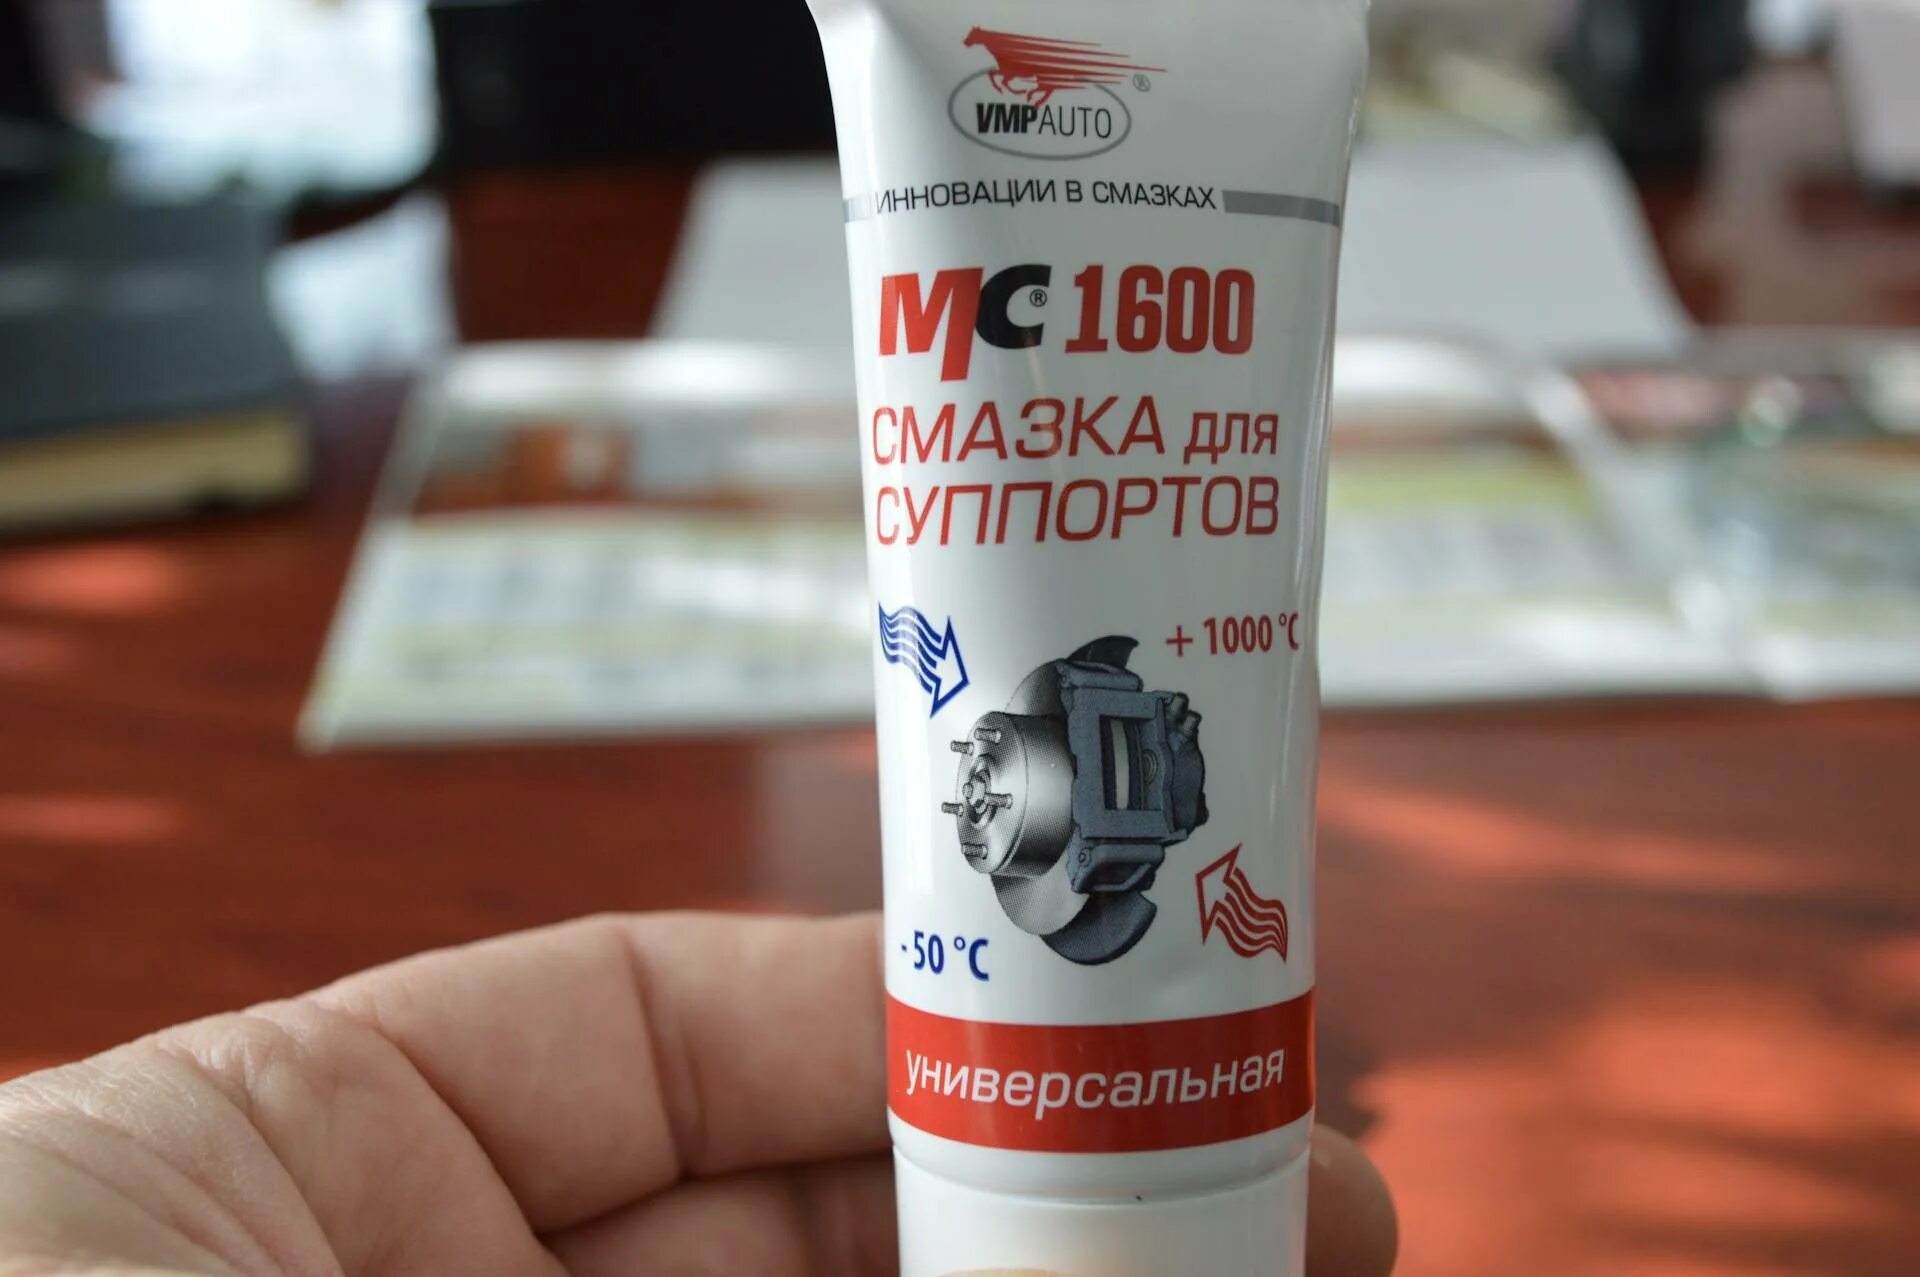 VMPAUTO ®
ИННОВАЦИИ В СМАЗКАХ
МС® 1600
СМАЗКА ДЛЯ
СУППОРТОВ
+ 1000 °C
- 50 °C
универсальная